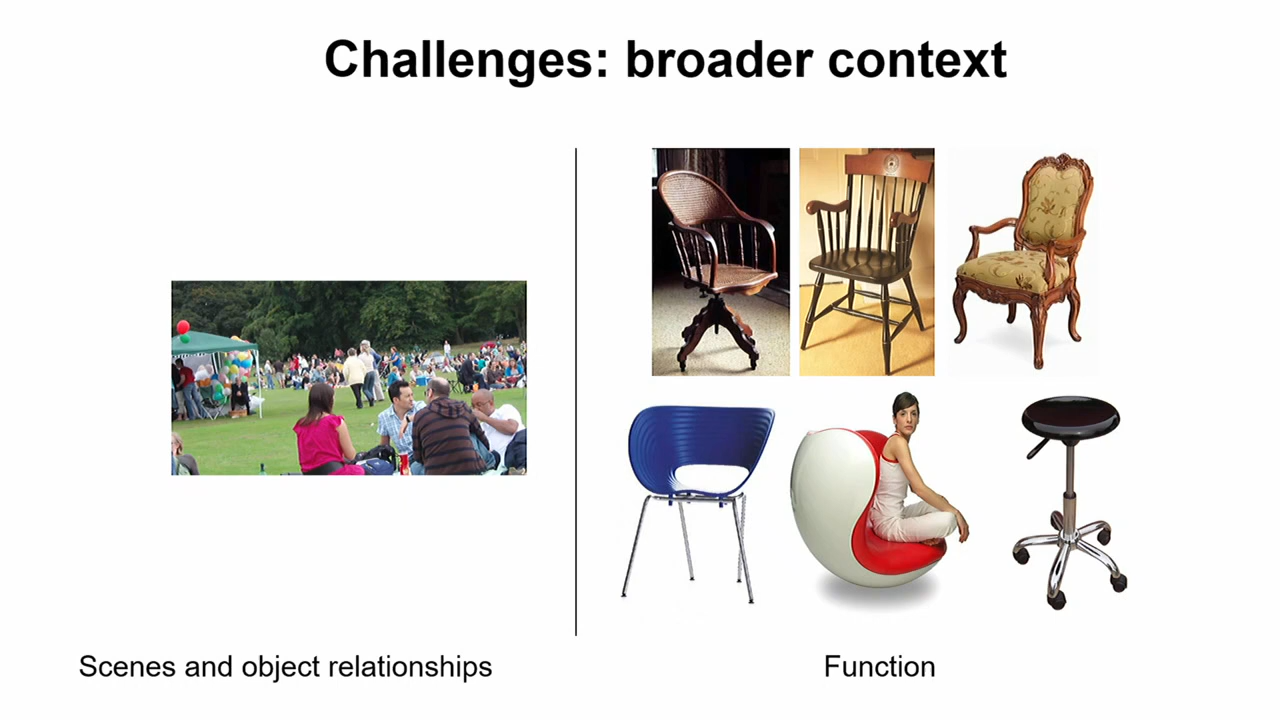 Challenges: broader context
Scenes and object relationships
Function